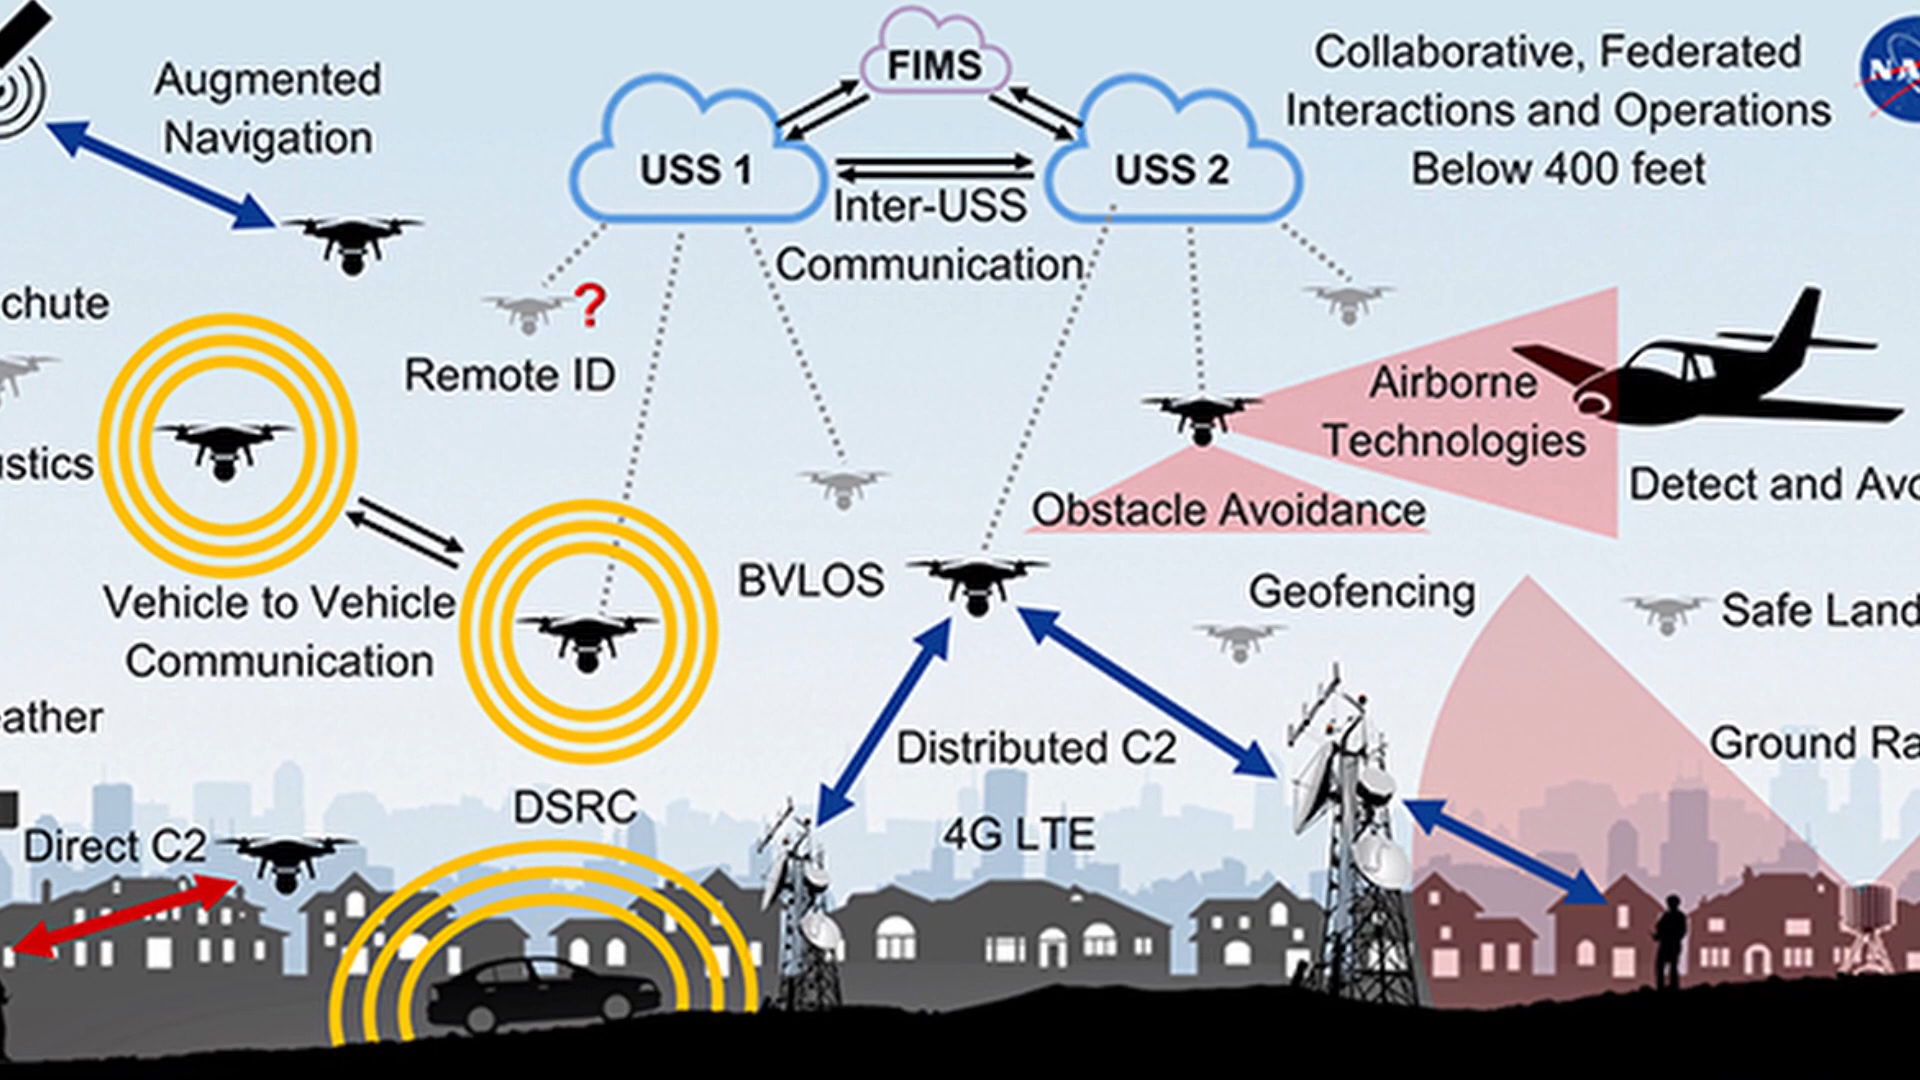 FIMS
Collaborative, Federated
Interactions and Operations
Below 400 feet
Augmented
Navigation
USS 1
USS 2
Inter-USS
Communication
chute
Remote ID
Airborne
Technologies
Detect and Avo
stics
Obstacle Avoidance
BVLOS
Geofencing
Safe Land
Vehicle to Vehicle
Communication
ather
Distributed C2
Ground Ra
DSRC
4G LTE
Direct C2
NA
?